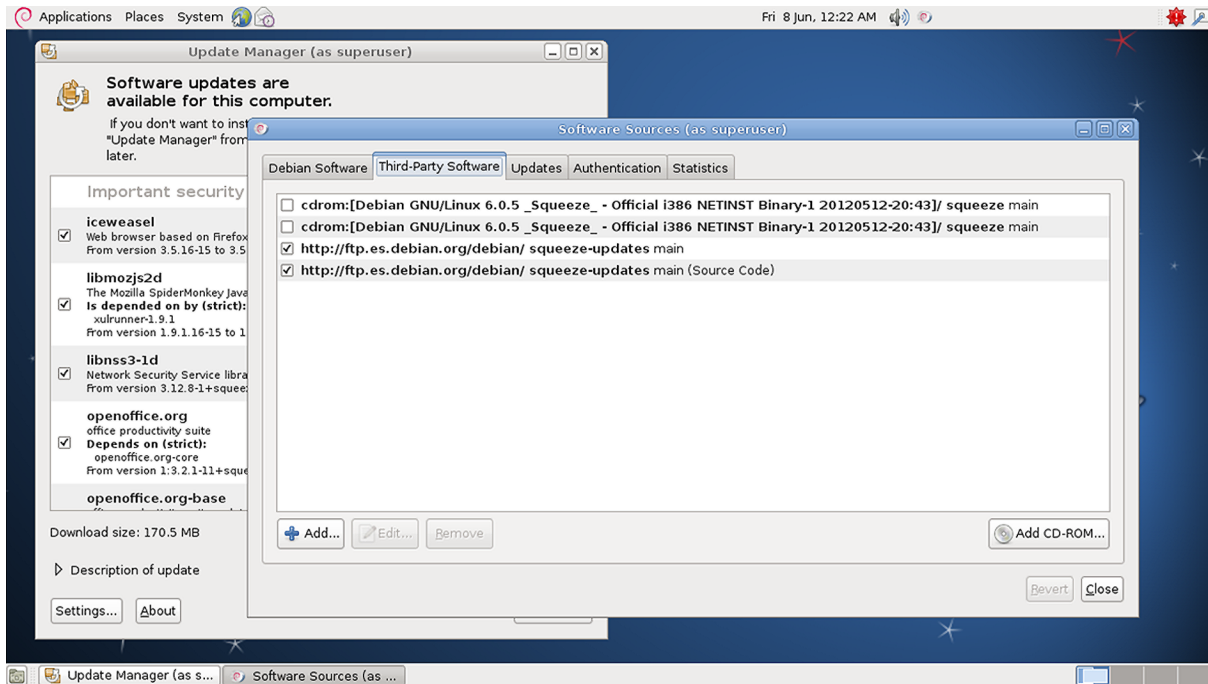 Applications Places System
Fri 8 Jun, 12:22 AM
Update Manager (as superuser)
Software updates are
available for this computer.
If you don't want to inst
"Update Manager" from
later.
Important security
iceweasel
Web browser based on Firefox
From version 3.5.16-15 to 3.5
libmozjs2d
The Mozilla SpiderMonkey Java
Is depended on by (strict):
xulrunner-1.9.1
From version 1.9.1.16-15 to 1
libnss3-1d
Network Security Service libra
From version 3.12.8-1+squee
openoffice.org
office productivity suite
Depends on (strict):
openoffice.org-core
From version 1:3.2.1-11+sque
openoffice.org-base
Download size: 170.5 MB
Description of update
Settings... About
Software Sources (as superuser)
Debian Software Third-Party Software Updates Authentication Statistics
cdrom:[Debian GNU/Linux 6.0.5 _Squeeze_ - Official i386 NETINST Binary-1 20120512-20:43]/ squeeze main
cdrom:[Debian GNU/Linux 6.0.5 _Squeeze_ - Official i386 NETINST Binary-1 20120512-20:43]/ squeeze main
http://ftp.es.debian.org/debian/ squeeze-updates main
http://ftp.es.debian.org/debian/ squeeze-updates main (Source Code)
Add... Edit... Remove Add CD-ROM...
Revert Close
Update Manager (as s... Software Sources (as ...